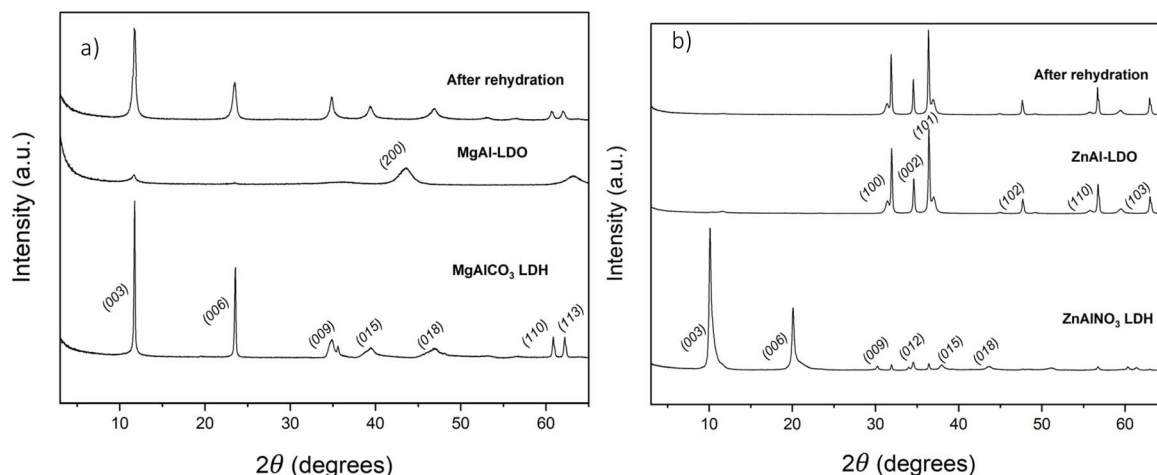 a)
After rehydration
(200)
MgAl-LDO
MgAlCO₃ LDH
(003)
(006)
(009)
(015)
(018)
(110)
(113)
Intensity (a.u.)
10 20 30 40 50 60
2θ (degrees)
b)
After rehydration
(101)
ZnAl-LDO
(100)
(002)
(102)
(110)
(103)
ZnAlNO₃ LDH
(003)
(006)
(009)
(012)
(015)
(018)
Intensity (a.u.)
10 20 30 40 50 60
2θ (degrees)